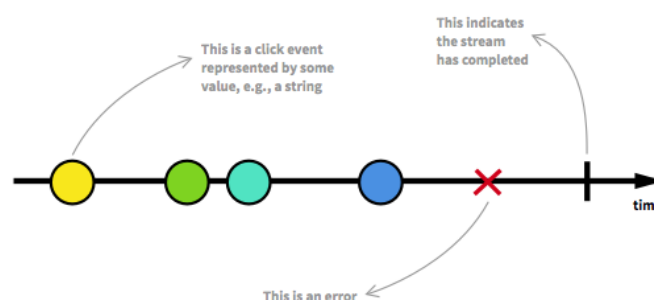 This is a click event
represented by some
value, e.g., a string
This indicates
the stream
has completed
tim
This is an error